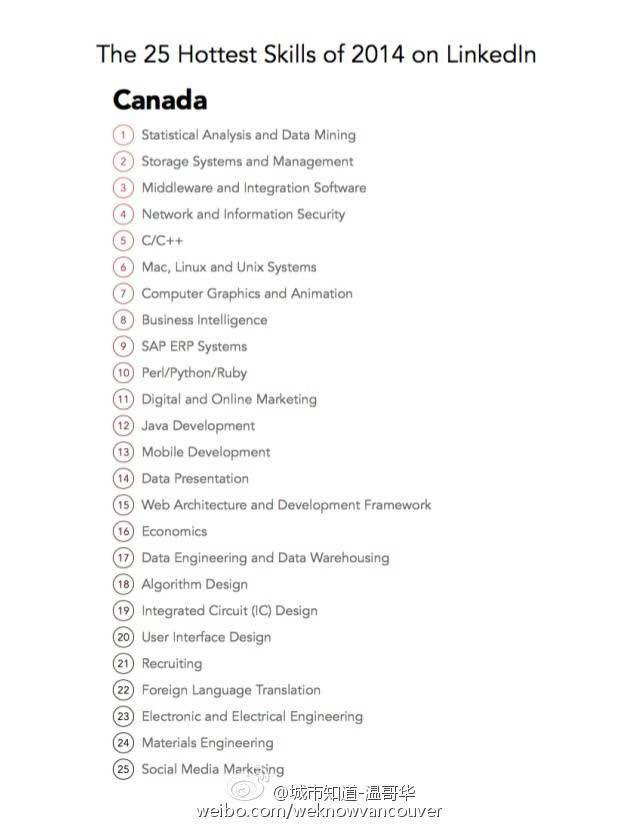 The 25 Hottest Skills of 2014 on LinkedIn
Canada
1 Statistical Analysis and Data Mining
2 Storage Systems and Management
3 Middleware and Integration Software
4 Network and Information Security
5 C/C++
6 Mac, Linux and Unix Systems
7 Computer Graphics and Animation
8 Business Intelligence
9 SAP ERP Systems
10 Perl/Python/Ruby
11 Digital and Online Marketing
12 Java Development
13 Mobile Development
14 Data Presentation
15 Web Architecture and Development Framework
16 Economics
17 Data Engineering and Data Warehousing
18 Algorithm Design
19 Integrated Circuit (IC) Design
20 User Interface Design
21 Recruiting
22 Foreign Language Translation
23 Electronic and Electrical Engineering
24 Materials Engineering
25 Social Media Marketing
@城市知道-温哥华
weibo.com/weknowvancouver